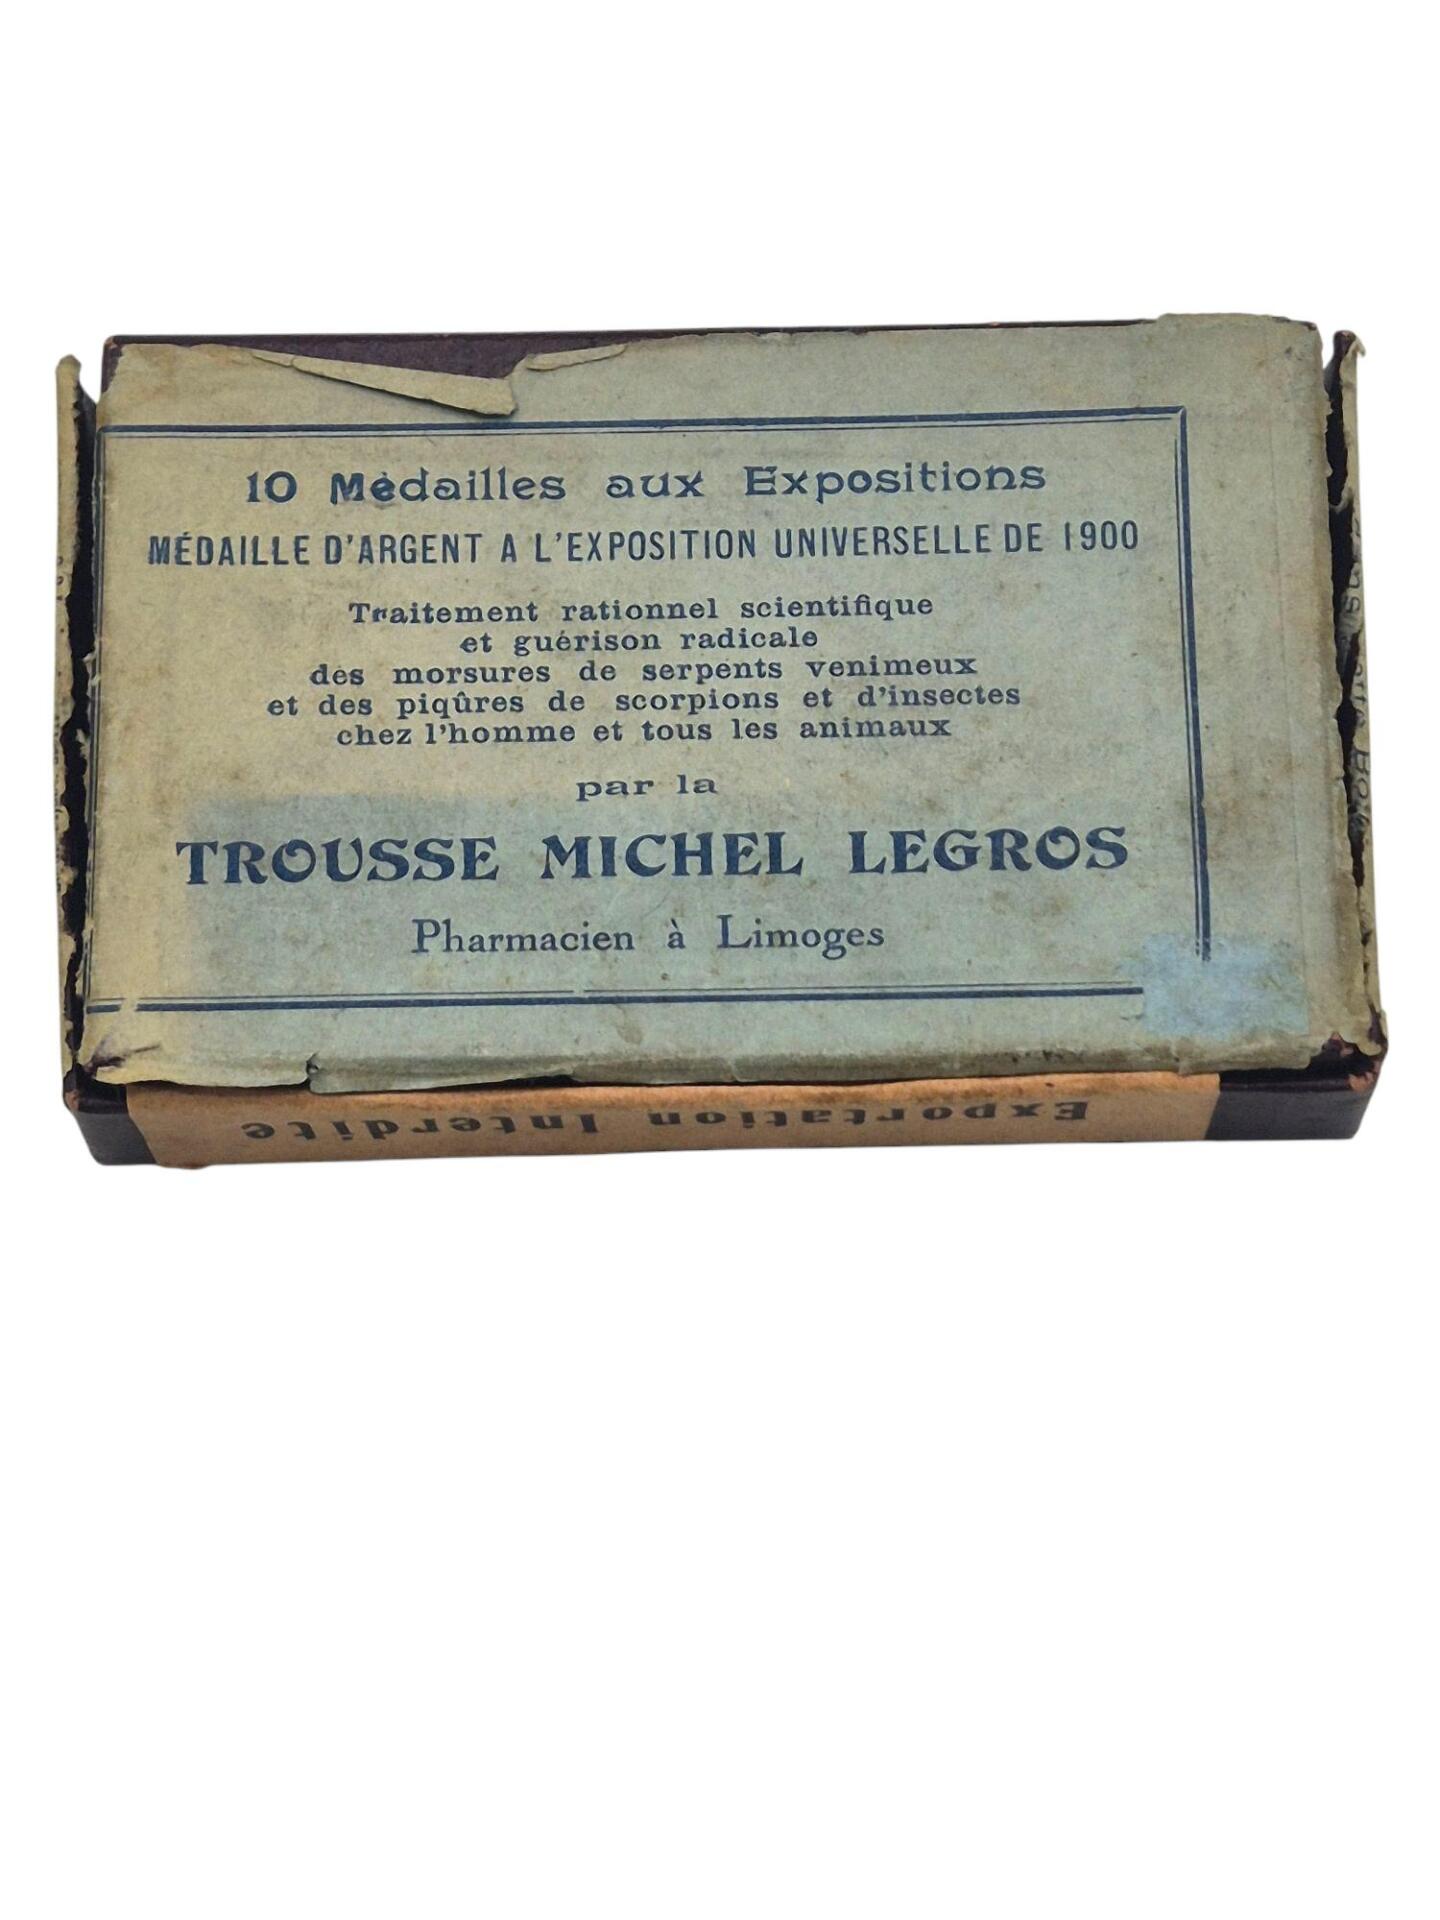 10 Médailles aux Expositions
MÉDAILLE D'ARGENT A L'EXPOSITION UNIVERSELLE DE 1900
Traitement rationnel scientifique
et guérison radicale
des morsures de serpents venimeux
et des piqûres de scorpions et d'insectes
chez l'homme et tous les animaux
par la
TROUSSE MICHEL LEGROS
Pharmacien à Limoges
Exportation Interdite